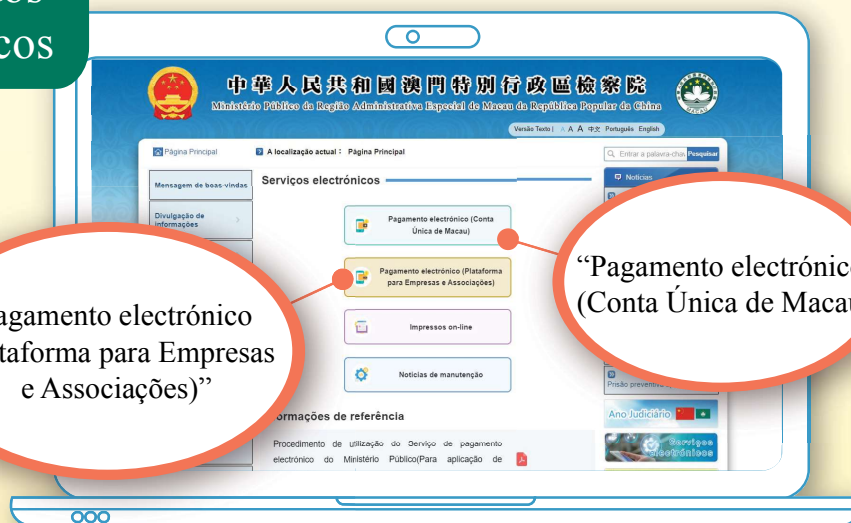 cos
中華人民共和國澳門特別行政區檢察院
Ministério Público da Região Administrativa Especial de Macau da República Popular da China
MACAU
Versão Texto | A A A 中文 Português English
Página Principal
A localização actual : Página Principal
Entrar a palavra-chav
Pesquisar
Mensagem de boas-vindas
Divulgação de
informações
Serviços electrónicos
Notícias
Pagamento electrónico (Conta
Única de Macau)
Pagamento electrónico (Plataforma
para Empresas e Associações)
Impressos on-line
Notícias de manutenção
agamento electrónico
taforma para Empresas
e Associações)”
“Pagamento electrónic
(Conta Única de Macau
Prisão preventiva
Ano Judiciário
Serviços
electrónicos
ormações de referência
Procedimento de utilização do Serviço de pagamento
electrónico do Ministério Público(Para aplicação de